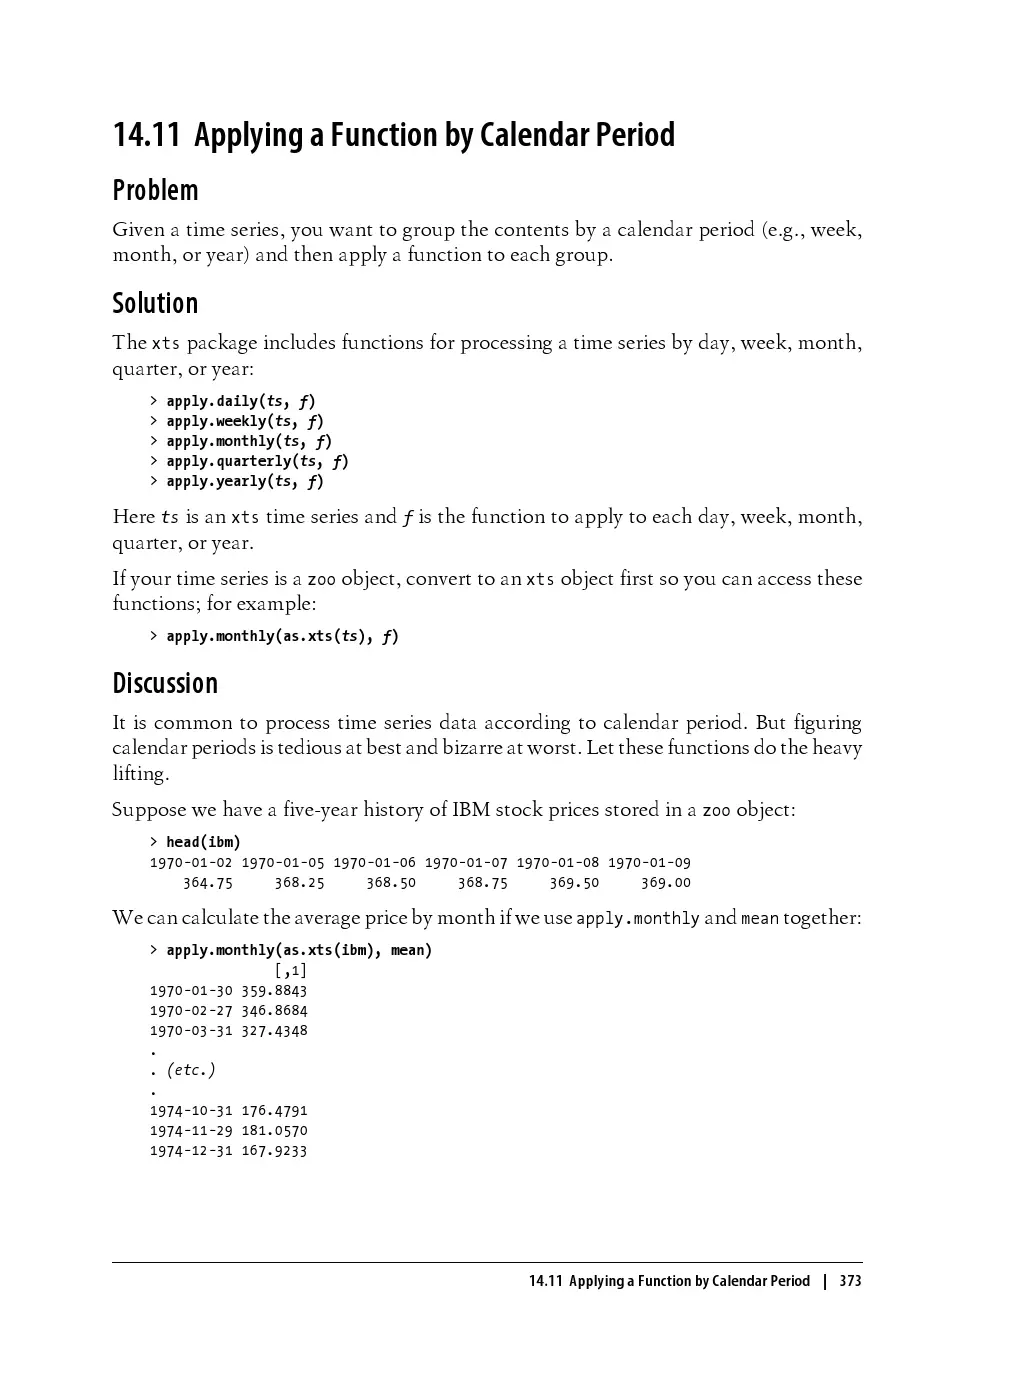 14.11 Applying a Function by Calendar Period
Problem
Given a time series, you want to group the contents by a calendar period (e.g., week,
month, or year) and then apply a function to each group.
Solution
The xts package includes functions for processing a time series by day, week, month,
quarter, or year:
> apply.daily(ts, f)
> apply.weekly(ts, f)
> apply.monthly(ts, f)
> apply.quarterly(ts, f)
> apply.yearly(ts, f)
Here ts is an xts time series and f is the function to apply to each day, week, month,
quarter, or year.
If your time series is a zoo object, convert to an xts object first so you can access these
functions; for example:
> apply.monthly(as.xts(ts), f)
Discussion
It is common to process time series data according to calendar period. But figuring
calendar periods is tedious at best and bizarre at worst. Let these functions do the heavy
lifting.
Suppose we have a five-year history of IBM stock prices stored in a zoo object:
> head(ibm)
1970-01-02 1970-01-05 1970-01-06 1970-01-07 1970-01-08 1970-01-09
364.75 368.25 368.50 368.75 369.50 369.00
We can calculate the average price by month if we use apply.monthly and mean together:
> apply.monthly(as.xts(ibm), mean)
[,1]
1970-01-30 359.8843
1970-02-27 346.8684
1970-03-31 327.4348
.
. (etc.)
.
1974-10-31 176.4791
1974-11-29 181.0570
1974-12-31 167.9233
14.11 Applying a Function by Calendar Period | 373